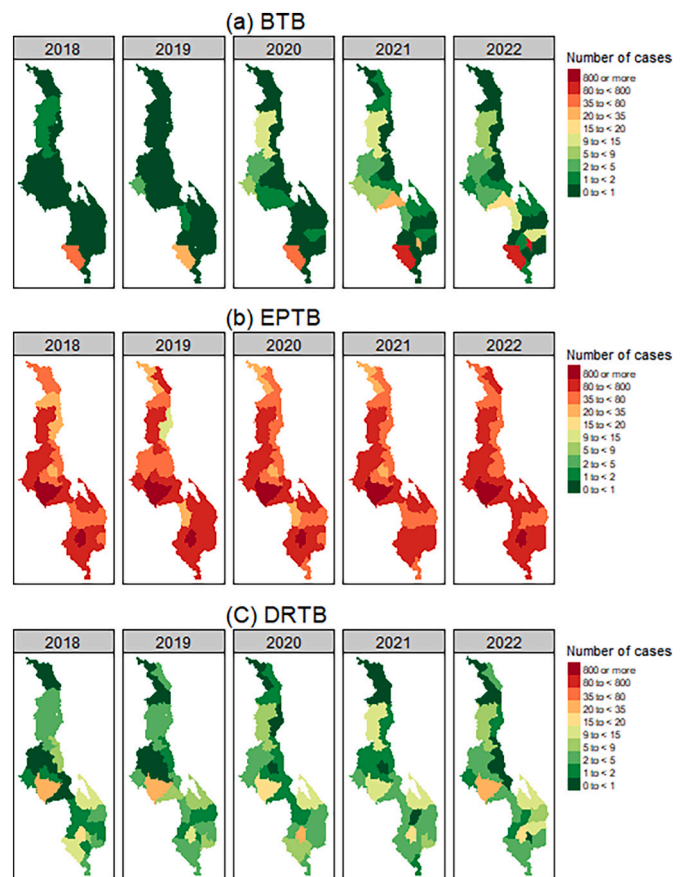 (a) BTB
2018 2019 2020 2021 2022
Number of cases
800 or more
80 to < 800
35 to < 80
20 to < 35
15 to < 20
9 to < 15
5 to < 9
2 to < 5
1 to < 2
0 to < 1
(b) EPTB
2018 2019 2020 2021 2022
Number of cases
800 or more
80 to < 800
35 to < 80
20 to < 35
15 to < 20
9 to < 15
5 to < 9
2 to < 5
1 to < 2
0 to < 1
(C) DRTB
2018 2019 2020 2021 2022
Number of cases
800 or more
80 to < 800
35 to < 80
20 to < 35
15 to < 20
9 to < 15
5 to < 9
2 to < 5
1 to < 2
0 to < 1